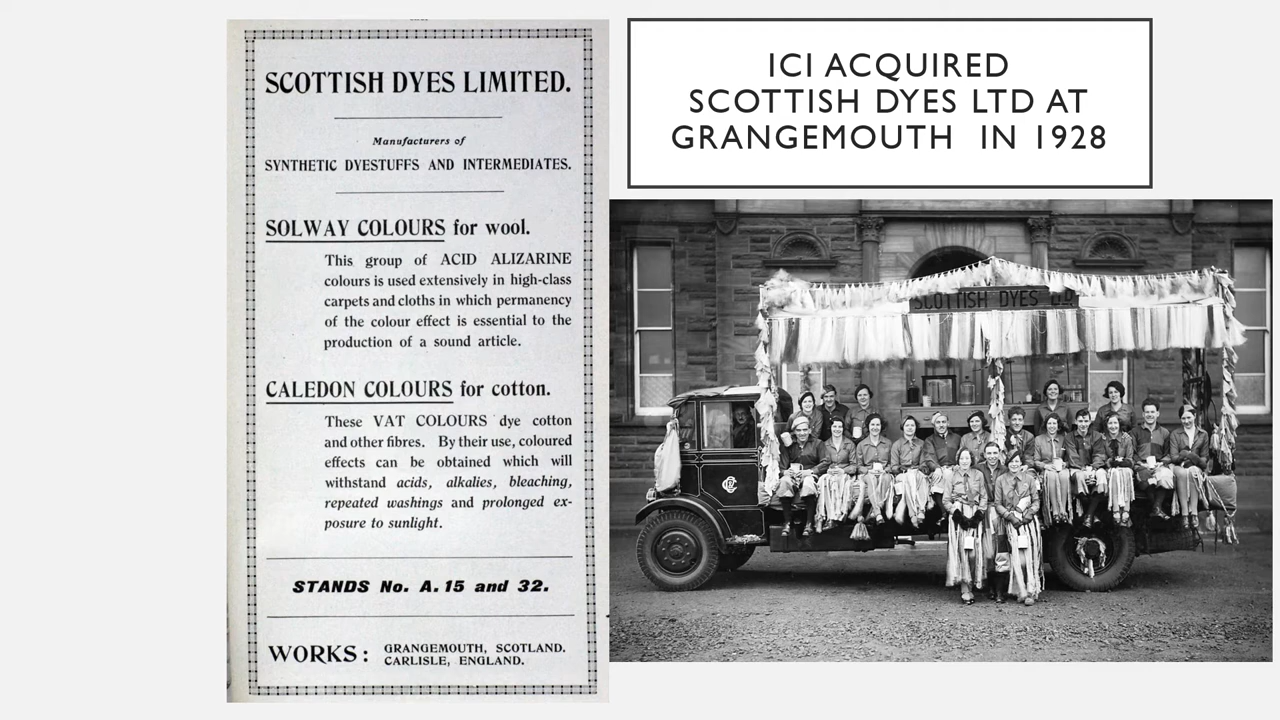 SCOTTISH DYES LIMITED.
Manufacturers of
SYNTHETIC DYESTUFFS AND INTERMEDIATES.
SOLWAY COLOURS for wool.
This group of ACID ALIZARINE
colours is used extensively in high-class
carpets and cloths in which permanency
of the colour effect is essential to the
production of a sound article.
CALEDON COLOURS for cotton.
These VAT COLOURS dye cotton
and other fibres. By their use, coloured
effects can be obtained which will
withstand acids, alkalies, bleaching,
repeated washings and prolonged ex-
posure to sunlight.
STANDS No. A. 15 and 32.
WORKS: GRANGEMOUTH, SCOTLAND.
CARLISLE, ENGLAND.
ICI ACQUIRED
SCOTTISH DYES LTD AT
GRANGEMOUTH IN 1928
SCOTTISH DYES LTD